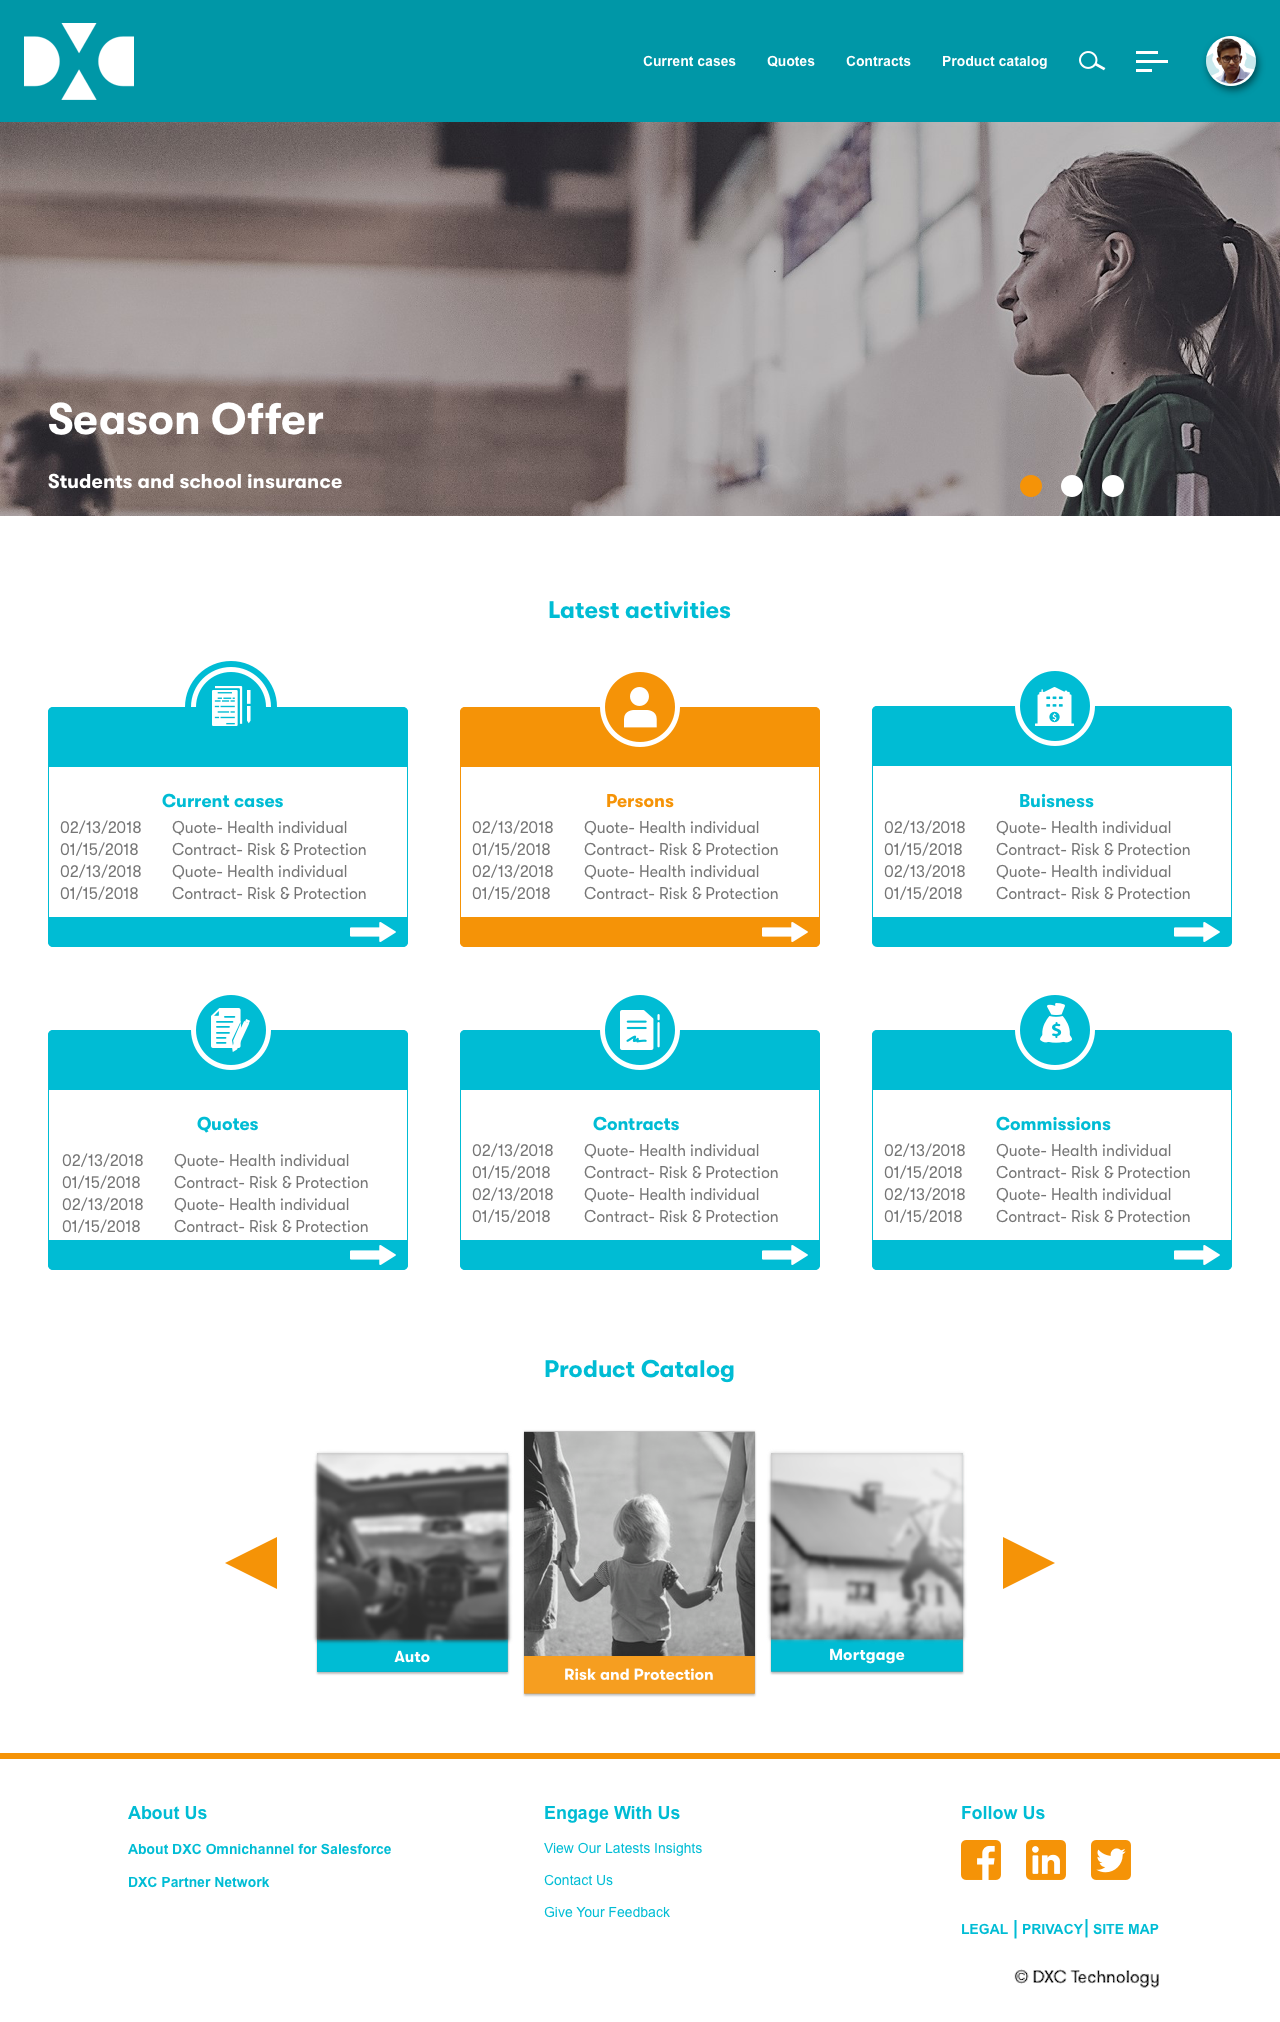 DXC
Current cases Quotes Contracts Product catalog
Season Offer
Students and school insurance
Latest activities
Current cases
02/13/2018 Quote- Health individual
01/15/2018 Contract- Risk & Protection
02/13/2018 Quote- Health individual
01/15/2018 Contract- Risk & Protection
Persons
02/13/2018 Quote- Health individual
01/15/2018 Contract- Risk & Protection
02/13/2018 Quote- Health individual
01/15/2018 Contract- Risk & Protection
Buisness
02/13/2018 Quote- Health individual
01/15/2018 Contract- Risk & Protection
02/13/2018 Quote- Health individual
01/15/2018 Contract- Risk & Protection
Quotes
02/13/2018 Quote- Health individual
01/15/2018 Contract- Risk & Protection
02/13/2018 Quote- Health individual
01/15/2018 Contract- Risk & Protection
Contracts
02/13/2018 Quote- Health individual
01/15/2018 Contract- Risk & Protection
02/13/2018 Quote- Health individual
01/15/2018 Contract- Risk & Protection
Commissions
02/13/2018 Quote- Health individual
01/15/2018 Contract- Risk & Protection
02/13/2018 Quote- Health individual
01/15/2018 Contract- Risk & Protection
Product Catalog
Auto
Risk and Protection
Mortgage
About Us
About DXC Omnichannel for Salesforce
DXC Partner Network
Engage With Us
View Our Latests Insights
Contact Us
Give Your Feedback
Follow Us
LEGAL | PRIVACY | SITE MAP
© DXC Technology